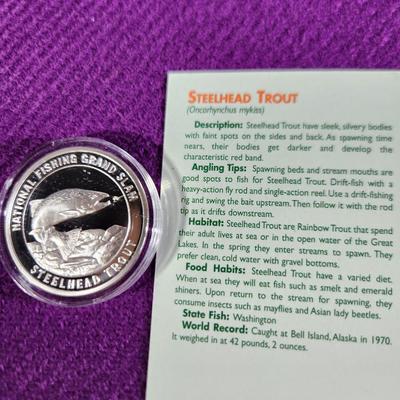 NATIONAL FISHING GRAND SLAM
STEELHEAD TROUT
STEELHEAD TROUT
(Oncorhynchus mykiss)
Description: Steelhead Trout have sleek, silvery bodies
with faint spots on the sides and back. As spawning time
nears, their bodies get darker and develop the
characteristic red band.
Angling Tips: Spawning beds and stream mouths are
good spots to fish for Steelhead Trout. Drift-fish with a
heavy-action fly rod and single-action reel. Use a drift-fishing
rig and swing the bait upstream. Then follow it with the rod
tip as it drifts downstream.
Habitat: Steelhead Trout are Rainbow Trout that spend
their adult lives at sea or in the open water of the Great
Lakes. In the spring they enter streams to spawn. They
prefer clean, cold water with gravel bottoms.
Food Habits: Steelhead Trout have a varied diet.
When at sea they will eat fish such as smelt and emerald
shiners. Upon return to the stream for spawning, they
consume insects such as mayflies and Asian lady beetles.
State Fish: Washington
World Record: Caught at Bell Island, Alaska in 1970.
It weighed in at 42 pounds, 2 ounces.